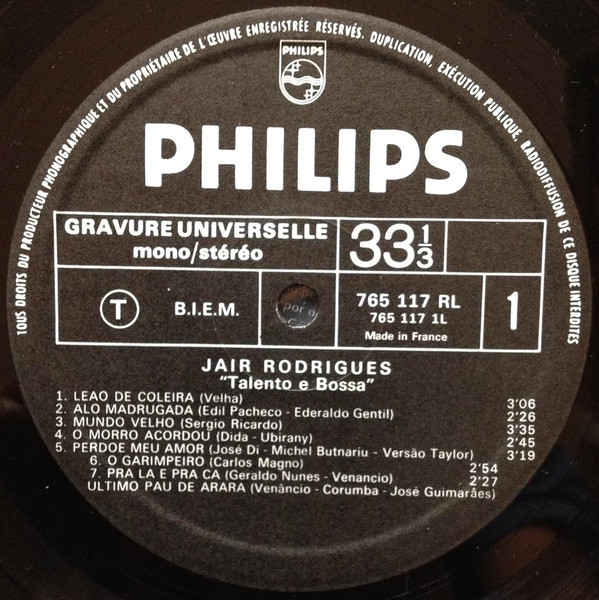 TOUS DROITS DU PRODUCTEUR PHONOGRAPHIQUE ET DU PROPRIÉTAIRE DE L'ŒUVRE ENREGISTRÉE RÉSERVÉS. DUPLICATION, EXÉCUTION PUBLIQUE, RADIODIFFUSION DE CE DISQUE INTERDITES
PHILIPS
PHILIPS
GRAVURE UNIVERSELLE
mono/stéréo
33 1/3
T
B.I.E.M.
765 117 RL
765 117 1L
Made in France
1
JAIR RODRIGUES
"Talento e Bossa"
1. LEAO DE COLEIRA (Velha) 3'06
2. ALO MADRUGADA (Edil Pacheco - Ederaldo Gentil) 2'26
3. MUNDO VELHO (Sergio Ricardo) 3'35
4. O MORRO ACORDOU (Dida - Ubirany) 2'45
5. PERDOE MEU AMOR (José Di - Michel Butnariu - Versão Taylor) 3'19
6. O GARIMPEIRO (Carlos Magno) 2'54
7. PRA LA E PRA CA (Geraldo Nunes - Venancio) 2'27
ULTIMO PAU DE ARARA (Venâncio - Corumba - José Guimarães)